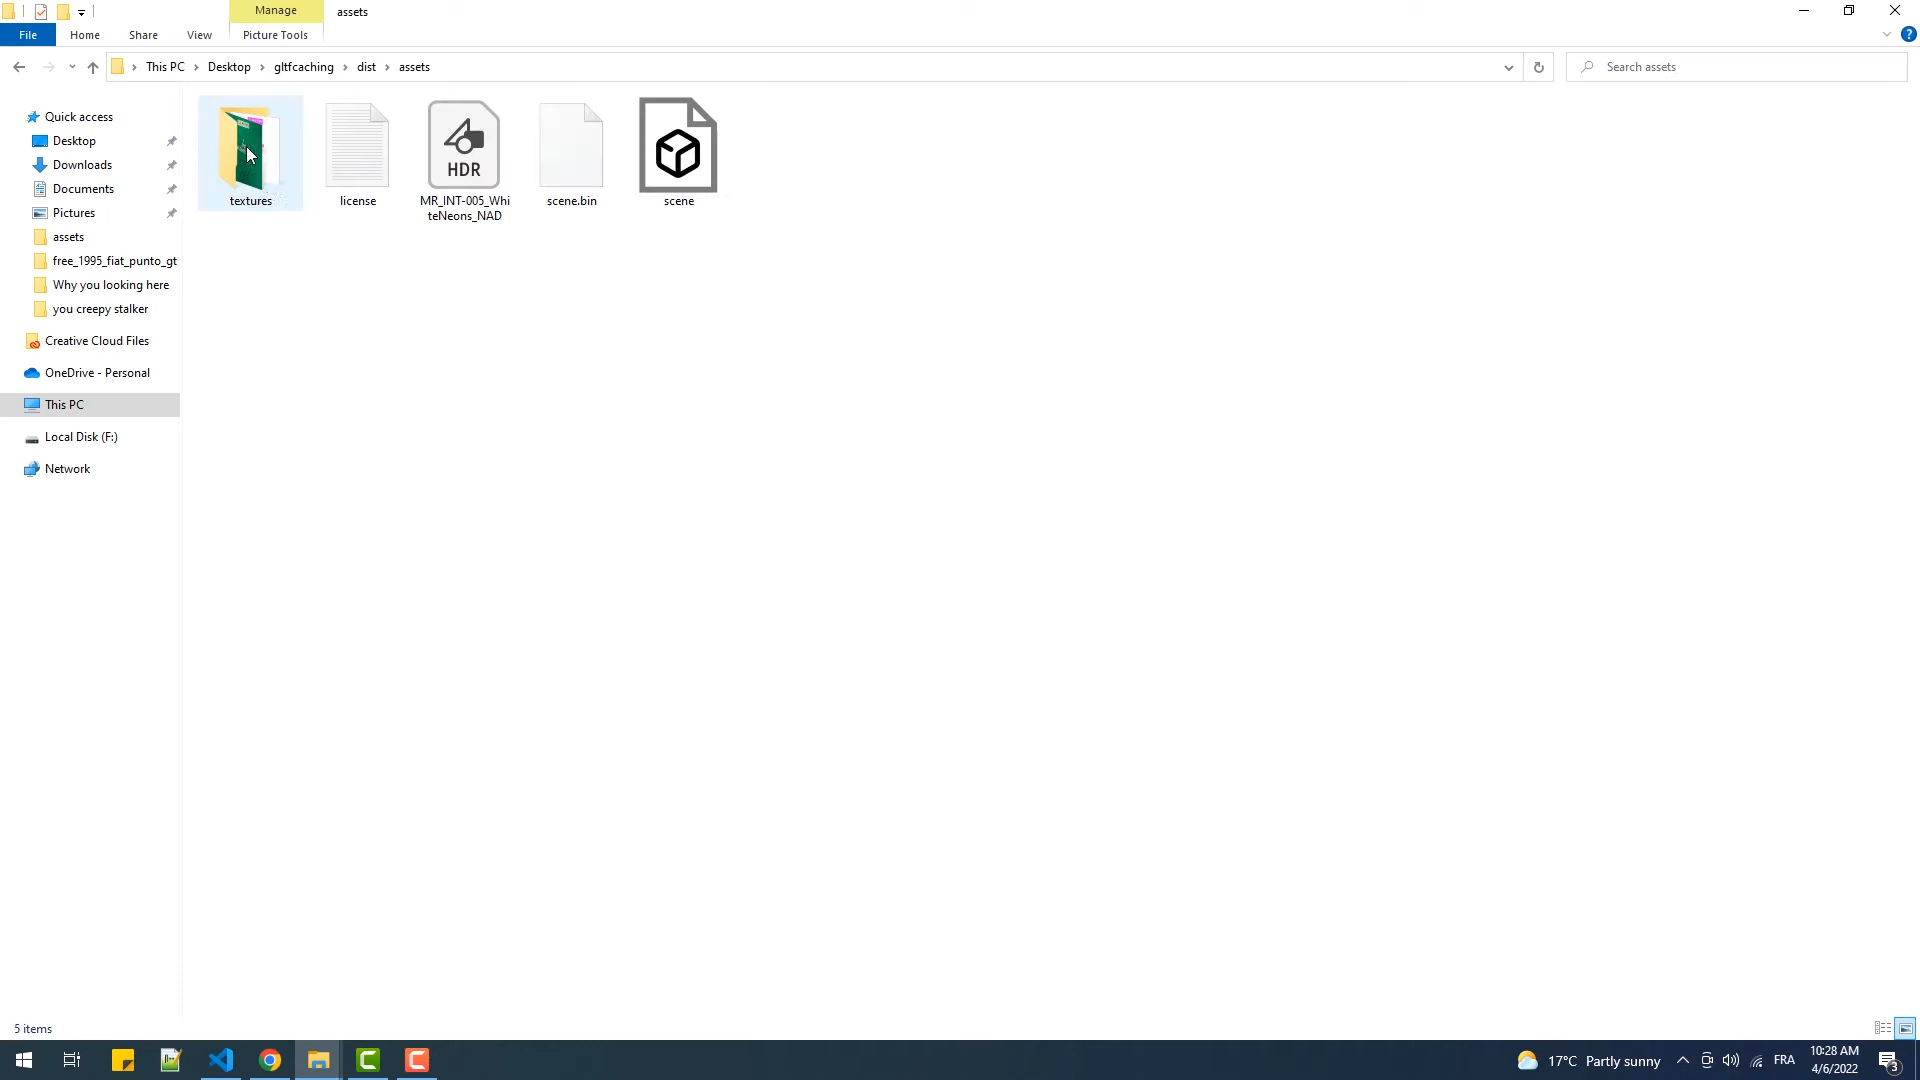 Manage
assets
File
Home
Share
View
Picture Tools
This PC
Desktop
gltfcaching
dist
assets
Search assets
Quick access
Desktop
Downloads
Documents
Pictures
assets
free_1995_fiat_punto_gt
Why you looking here
you creepy stalker
Creative Cloud Files
OneDrive - Personal
This PC
Local Disk (F:)
Network
textures
license
HDR
MR_INT-005_Whi
teNeons_NAD
scene.bin
scene
5 items
17°C Partly sunny
FRA
10:28 AM
4/6/2022
3